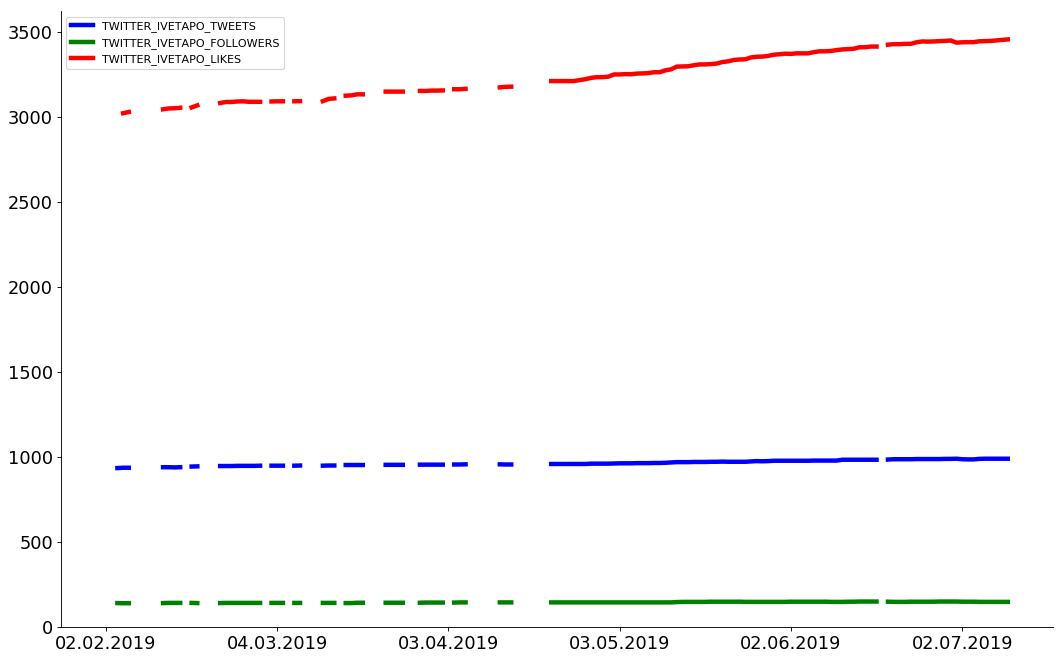 TWITTER_IVETAPO_TWEETS
TWITTER_IVETAPO_FOLLOWERS
TWITTER_IVETAPO_LIKES
3500
3000
2500
2000
1500
1000
500
0
02.02.2019 04.03.2019 03.04.2019 03.05.2019 02.06.2019 02.07.2019